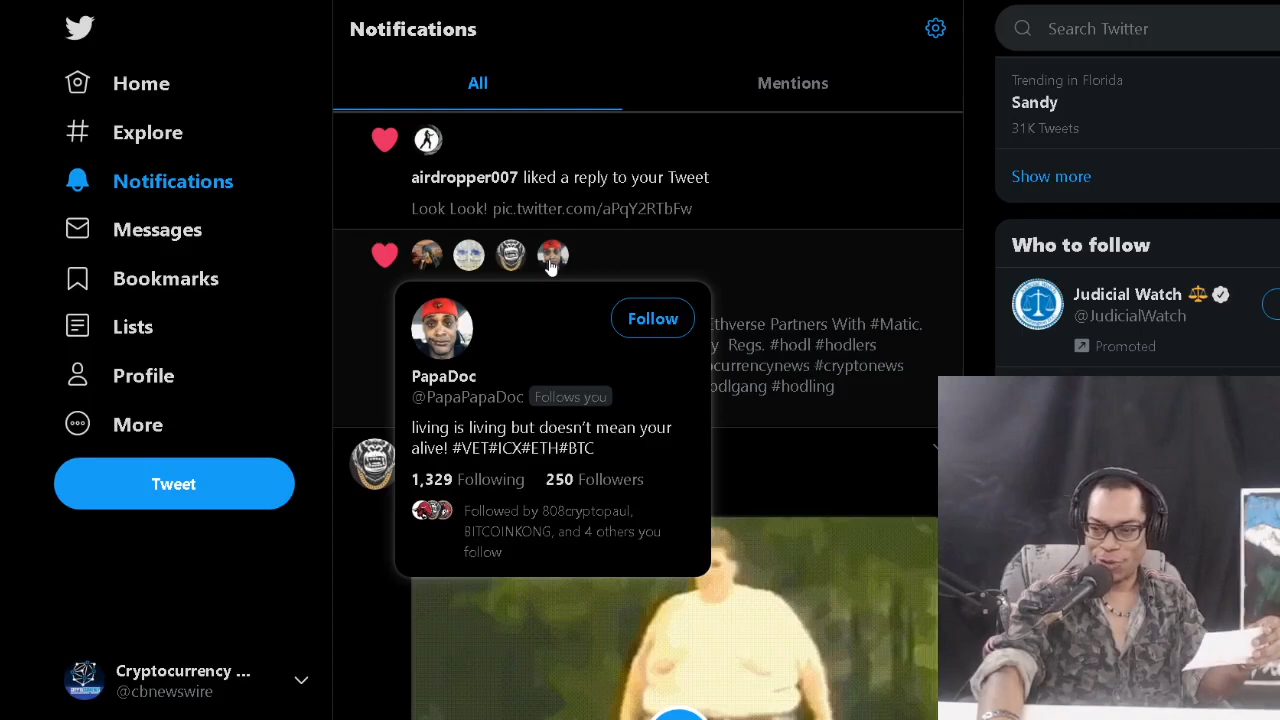 Home
Explore
Notifications
Messages
Bookmarks
Lists
Profile
More
Tweet
Cryptocurrency ...
@cbnewswire
Notifications
All
Mentions
airdropper007 liked a reply to your Tweet
Look Look! pic.twitter.com/aPqY2RTbFw
Follow
PapaDoc
@PapaPapaDoc Follows you
living is living but doesn't mean your
alive! #VET#ICX#ETH#BTC
1,329 Following 250 Followers
Followed by 808cryptopaul,
BITCOINKONG, and 4 others you
follow
Ethverse Partners With #Matic.
y Regs. #hodl #hodlers
currencynews #cryptonews
odlgang #hodling
Search Twitter
Trending in Florida
Sandy
31K Tweets
Show more
Who to follow
Judicial Watch
@JudicialWatch
Promoted